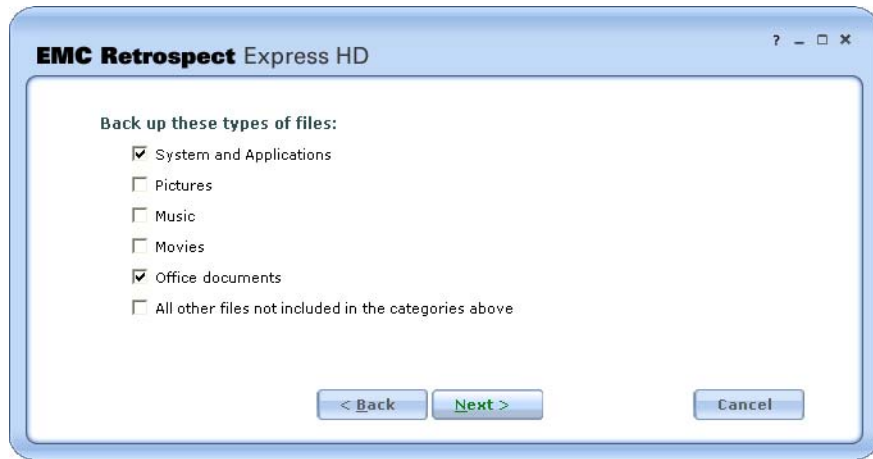 EMC Retrospect Express HD
?
Back up these types of files:
System and Applications
Pictures
Music
Movies
Office documents
All other files not included in the categories above
< Back Next > Cancel